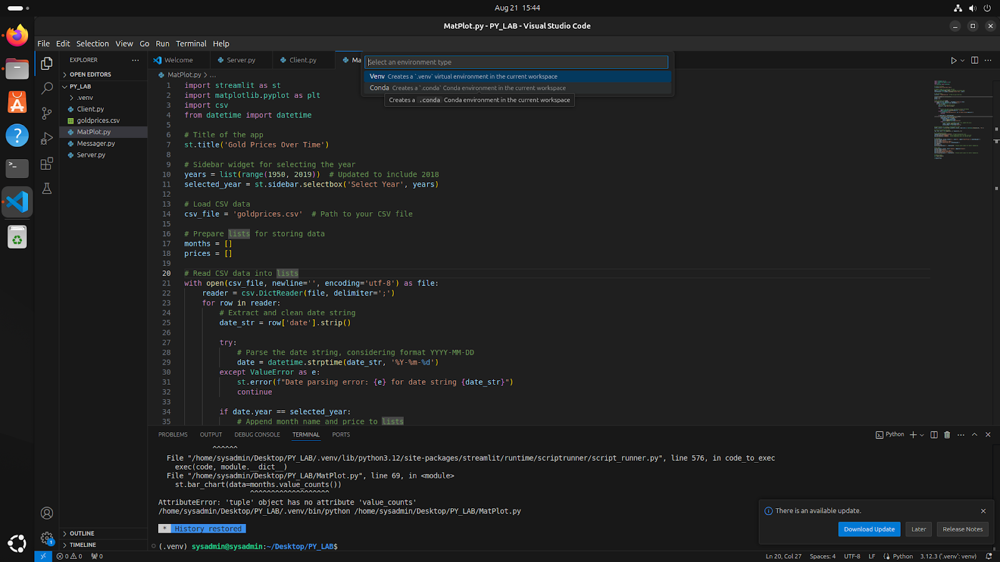 Aug 21 15:44
MatPlot.py - PY_LAB - Visual Studio Code
File Edit Selection View Go Run Terminal Help
EXPLORER
OPEN EDITORS
PY_LAB
.venv
Client.py
goldprices.csv
MatPlot.py
Messager.py
Server.py
OUTLINE
TIMELINE
Welcome Server.py Client.py Ma
Select an environment type
Venv Creates a `.venv` virtual environment in the current workspace
Conda Creates a `.conda` Conda environment in the current workspace
Creates a .conda Conda environment in the current workspace
MatPlot.py > ...
1 import streamlit as st
2 import matplotlib.pyplot as plt
3 import csv
4 from datetime import datetime
5
6 # Title of the app
7 st.title('Gold Prices Over Time')
8
9 # Sidebar widget for selecting the year
10 years = list(range(1950, 2019)) # Updated to include 2018
11 selected_year = st.sidebar.selectbox('Select Year', years)
12
13 # Load CSV data
14 csv_file = 'goldprices.csv' # Path to your CSV file
15
16 # Prepare lists for storing data
17 months = []
18 prices = []
19
20 # Read CSV data into lists
21 with open(csv_file, newline='', encoding='utf-8') as file:
22 reader = csv.DictReader(file, delimiter=';')
23 for row in reader:
24 # Extract and clean date string
25 date_str = row['date'].strip()
26
27 try:
28 # Parse the date string, considering format YYYY-MM-DD
29 date = datetime.strptime(date_str, '%Y-%m-%d')
30 except ValueError as e:
31 st.error(f"Date parsing error: {e} for date string {date_str}")
32 continue
33
34 if date.year == selected_year:
35 # Append month name and price to lists
PROBLEMS OUTPUT DEBUG CONSOLE TERMINAL PORTS
Python
^^^^^^
File "/home/sysadmin/Desktop/PY_LAB/.venv/lib/python3.12/site-packages/streamlit/runtime/scriptrunner/script_runner.py", line 576, in code_to_exec
exec(code, module.__dict__)
File "/home/sysadmin/Desktop/PY_LAB/MatPlot.py", line 69, in <module>
st.bar_chart(data=months.value_counts())
^^^^^^^^^^^^^^^^^^^
AttributeError: 'tuple' object has no attribute 'value_counts'
/home/sysadmin/Desktop/PY_LAB/.venv/bin/python /home/sysadmin/Desktop/PY_LAB/MatPlot.py
* History restored
(.venv) sysadmin@sysadmin:~/Desktop/PY_LAB$
There is an available update.
Download Update Later Release Notes
1
0 0 0
Ln 20, Col 27 Spaces: 4 UTF-8 LF Python 3.12.3 ('.venv': venv)